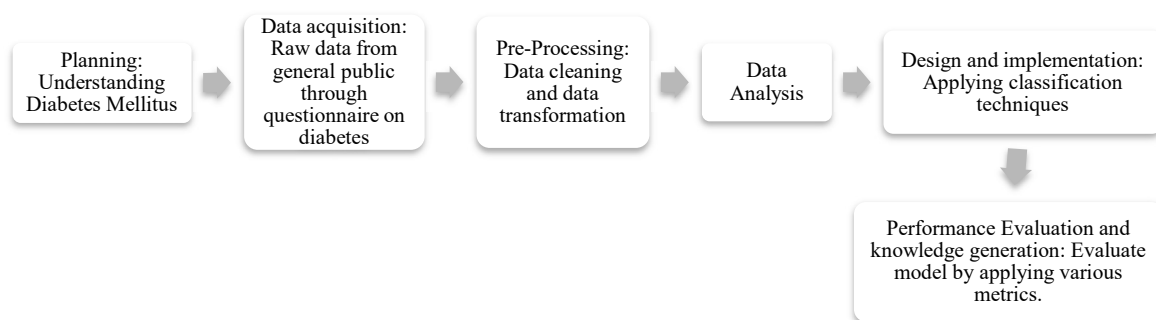 Planning:
Understanding
Diabetes Mellitus
Data acquisition:
Raw data from
general public
through
questionnaire on
diabetes
Pre-Processing:
Data cleaning
and data
transformation
Data
Analysis
Design and implementation:
Applying classification
techniques
Performance Evaluation and
knowledge generation: Evaluate
model by applying various
metrics.